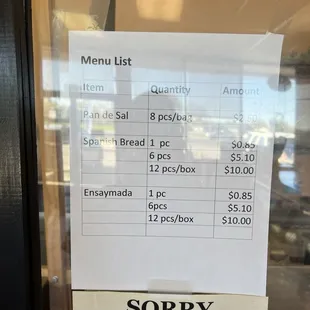 Menu List
Item Quantity Amount
Pan de Sal 8 pcs/bag
Spanish Bread 1 pc $0.85
6 pcs $5.10
12 pcs/box $10.00
Ensaymada 1 pc $0.85
6pcs $5.10
12 pcs/box $10.00
SORRY